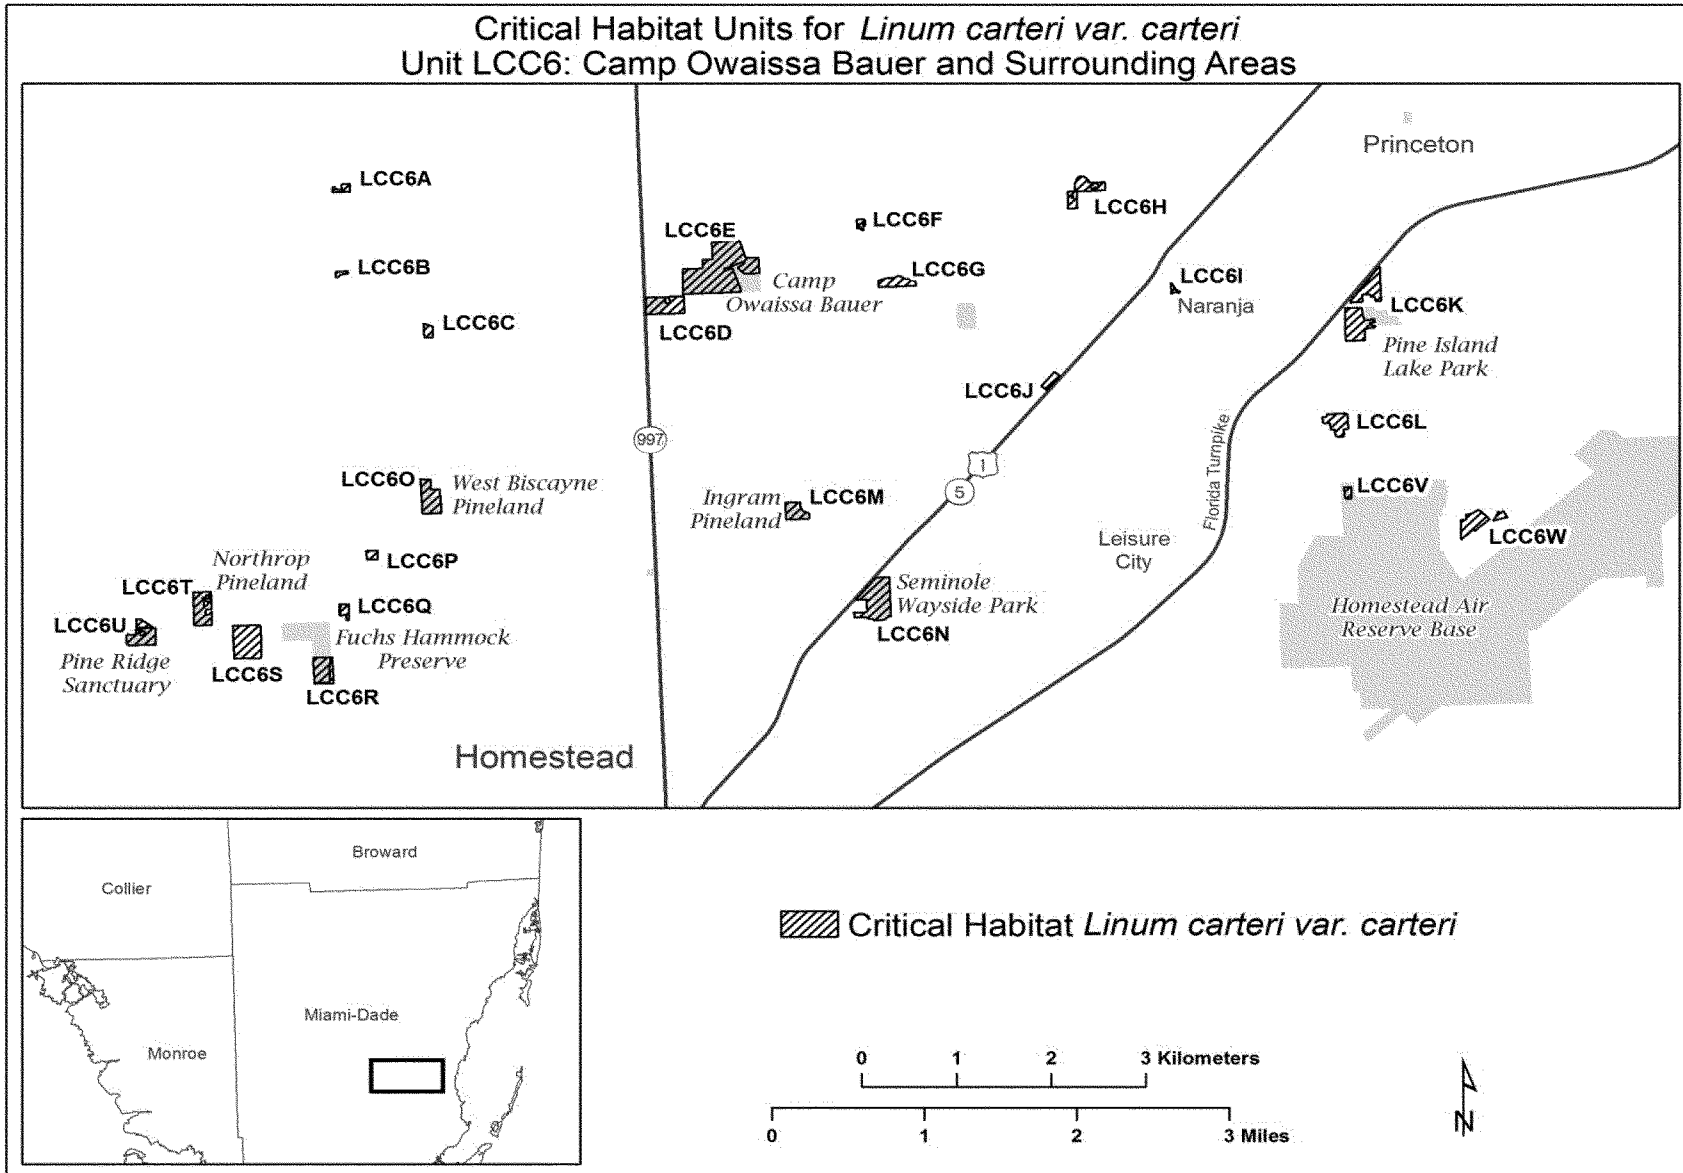 Critical Habitat Units for Linum carteri var. carteri
Unit LCC6: Camp Owaissa Bauer and Surrounding Areas
Princeton
LCC6A
LCC6H
LCC6F
LCC6E
LCC6B
LCC6G
LCC6I
Camp
Owaissa Bauer
Naranja
LCC6K
LCC6C
LCC6D
Pine Island
Lake Park
LCC6J
LCC6L
997
Florida Turnpike
1
5
LCC6O
West Biscayne
Pineland
Ingram
Pineland
LCC6M
LCC6V
LCC6W
Leisure
City
Northrop
Pineland
LCC6P
LCC6T
Seminole
Wayside Park
LCC6N
Homestead Air
Reserve Base
LCC6Q
LCC6U
Fuchs Hammock
Preserve
Pine Ridge
Sanctuary
LCC6S
LCC6R
Homestead
Broward
Collier
Miami-Dade
Monroe
Critical Habitat Linum carteri var. carteri
0 1 2 3 Kilometers
0 1 2 3 Miles
N